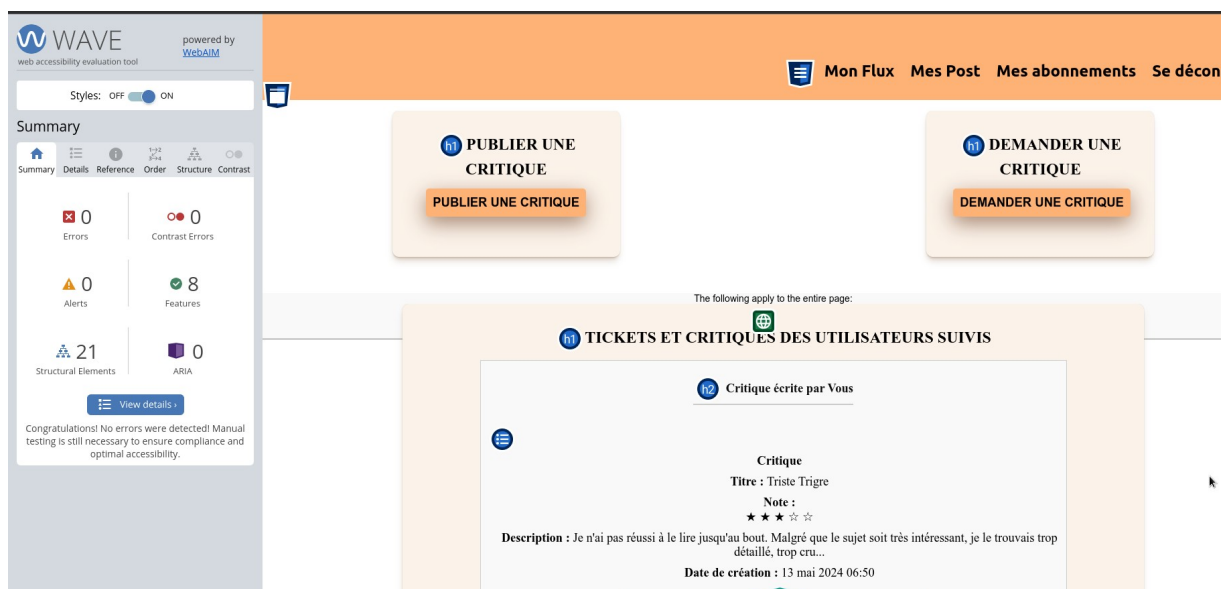 WAVE
powered by
WebAIM
web accessibility evaluation tool
Styles: OFF ON
Summary
Summary Details Reference Order Structure Contrast
0
Errors
0
Contrast Errors
0
Alerts
8
Features
21
Structural Elements
0
ARIA
View details ›
Congratulations! No errors were detected! Manual
testing is still necessary to ensure compliance and
optimal accessibility.
Mon Flux Mes Post Mes abonnements Se décon
h1 PUBLIER UNE
CRITIQUE
PUBLIER UNE CRITIQUE
h1 DEMANDER UNE
CRITIQUE
DEMANDER UNE CRITIQUE
The following apply to the entire page:
h1 TICKETS ET CRITIQUES DES UTILISATEURS SUIVIS
h2 Critique écrite par Vous
Critique
Titre : Triste Trigre
Note :
★ ★ ★ ☆ ☆
Description : Je n'ai pas réussi à le lire jusqu'au bout. Malgré que le sujet soit très intéressant, je le trouvais trop
détaillé, trop cru...
Date de création : 13 mai 2024 06:50